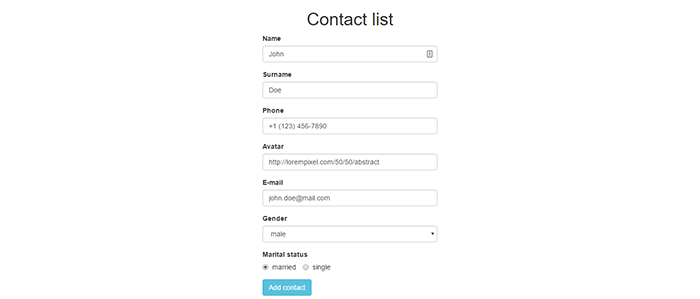 Contact list
Name
John
Surname
Doe
Phone
+1 (123) 456-7890
Avatar
http://lorempixel.com/50/50/abstract
E-mail
john.doe@mail.com
Gender
male
Marital status
married single
Add contact